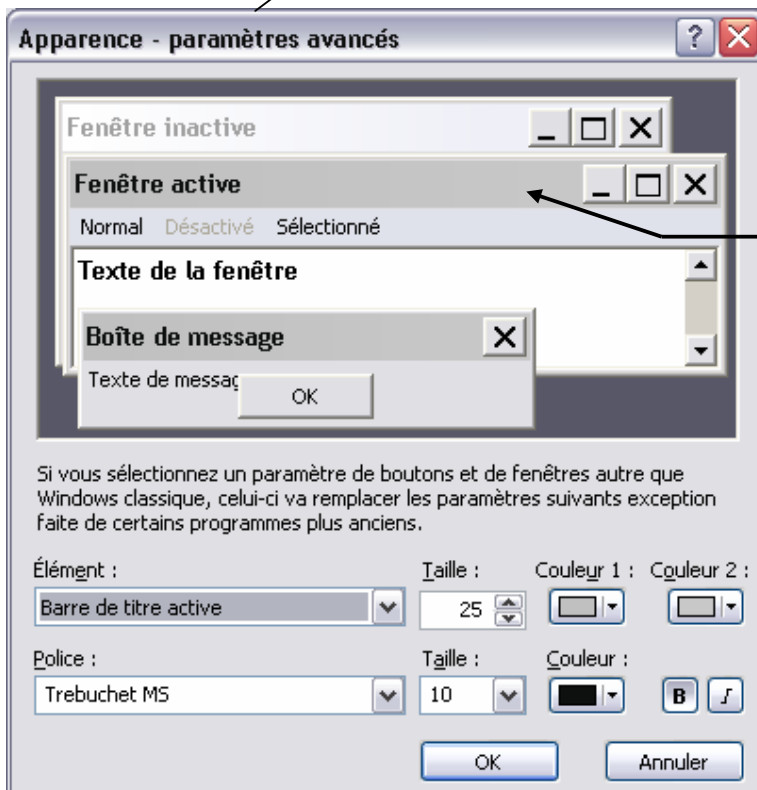 Apparence - paramètres avancés
Fenêtre inactive
Fenêtre active
Normal Désactivé Sélectionné
Texte de la fenêtre
Boîte de message
Texte de messag
OK
Si vous sélectionnez un paramètre de boutons et de fenêtres autre que
Windows classique, celui-ci va remplacer les paramètres suivants exception
faite de certains programmes plus anciens.
Élément : Taille : Couleur 1 : Couleur 2 :
Barre de titre active 25
Police : Taille : Couleur :
Trebuchet MS 10 B I
OK Annuler